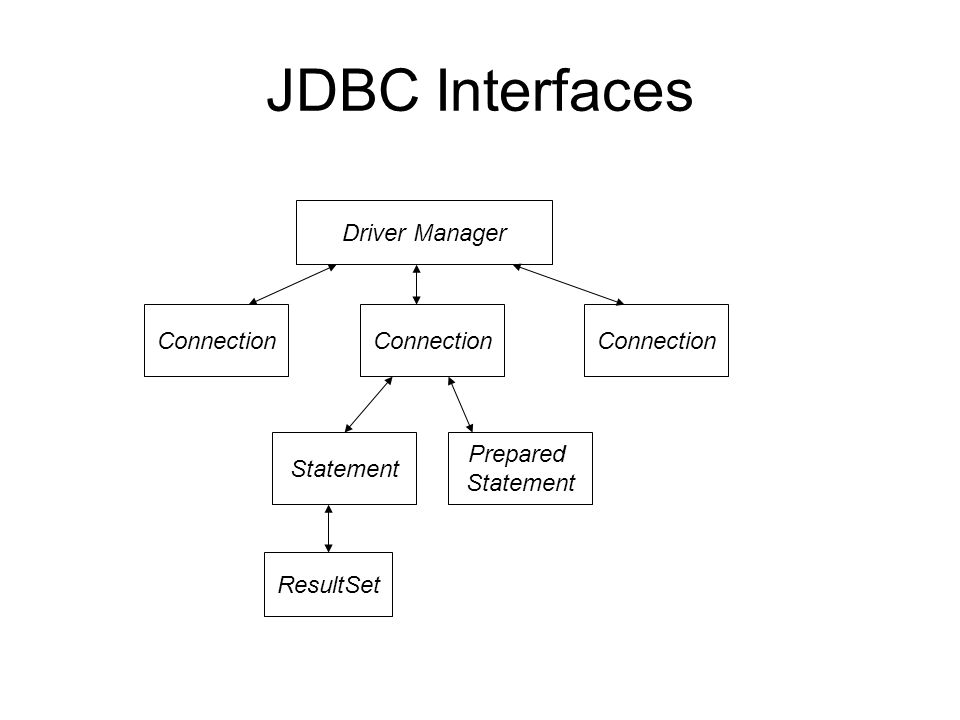 JDBC Interfaces
Driver Manager
Connection
Connection
Connection
Statement
Prepared
Statement
ResultSet